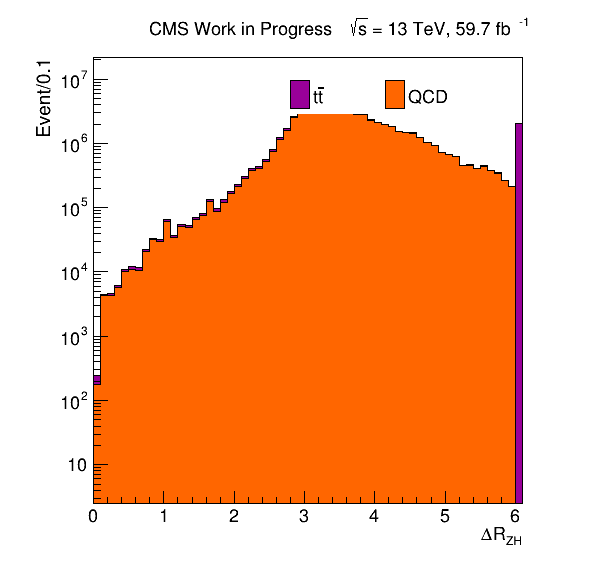 CMS Work in Progress √s = 13 TeV, 59.7 fb⁻¹
Event/0.1
tt̄
QCD
10⁷
10⁶
10⁵
10⁴
10³
10²
10
0 1 2 3 4 5 6
ΔR_ZH